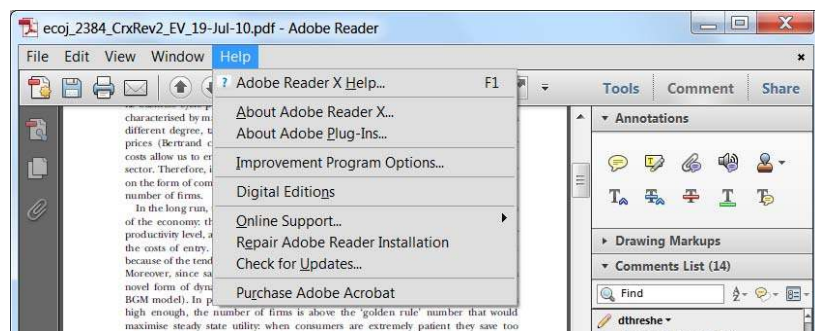 ecoj_2384_CrxRev2_EV_19-Jul-10.pdf - Adobe Reader
File Edit View Window Help
Tools Comment Share
Adobe Reader X Help... F1
About Adobe Reader X...
About Adobe Plug-Ins...
Improvement Program Options...
Digital Editions
Online Support...
Repair Adobe Reader Installation
Check for Updates...
Purchase Adobe Acrobat
characterised by m
different degree, t
prices (Bertrand c
costs allow us to er
sector. Therefore, i
on the form of com
number of firms.
In the long run,
of the economy: th
productivity level, a
the costs of entry.
because of the tend
Moreover, since sa
novel form of dyna
BGM model). In p
high enough, the number of firms is above the 'golden rule' number that would
maximise steady state utility: when consumers are extremely patient they save too
Annotations
Drawing Markups
Comments List (14)
Find
dthreshe